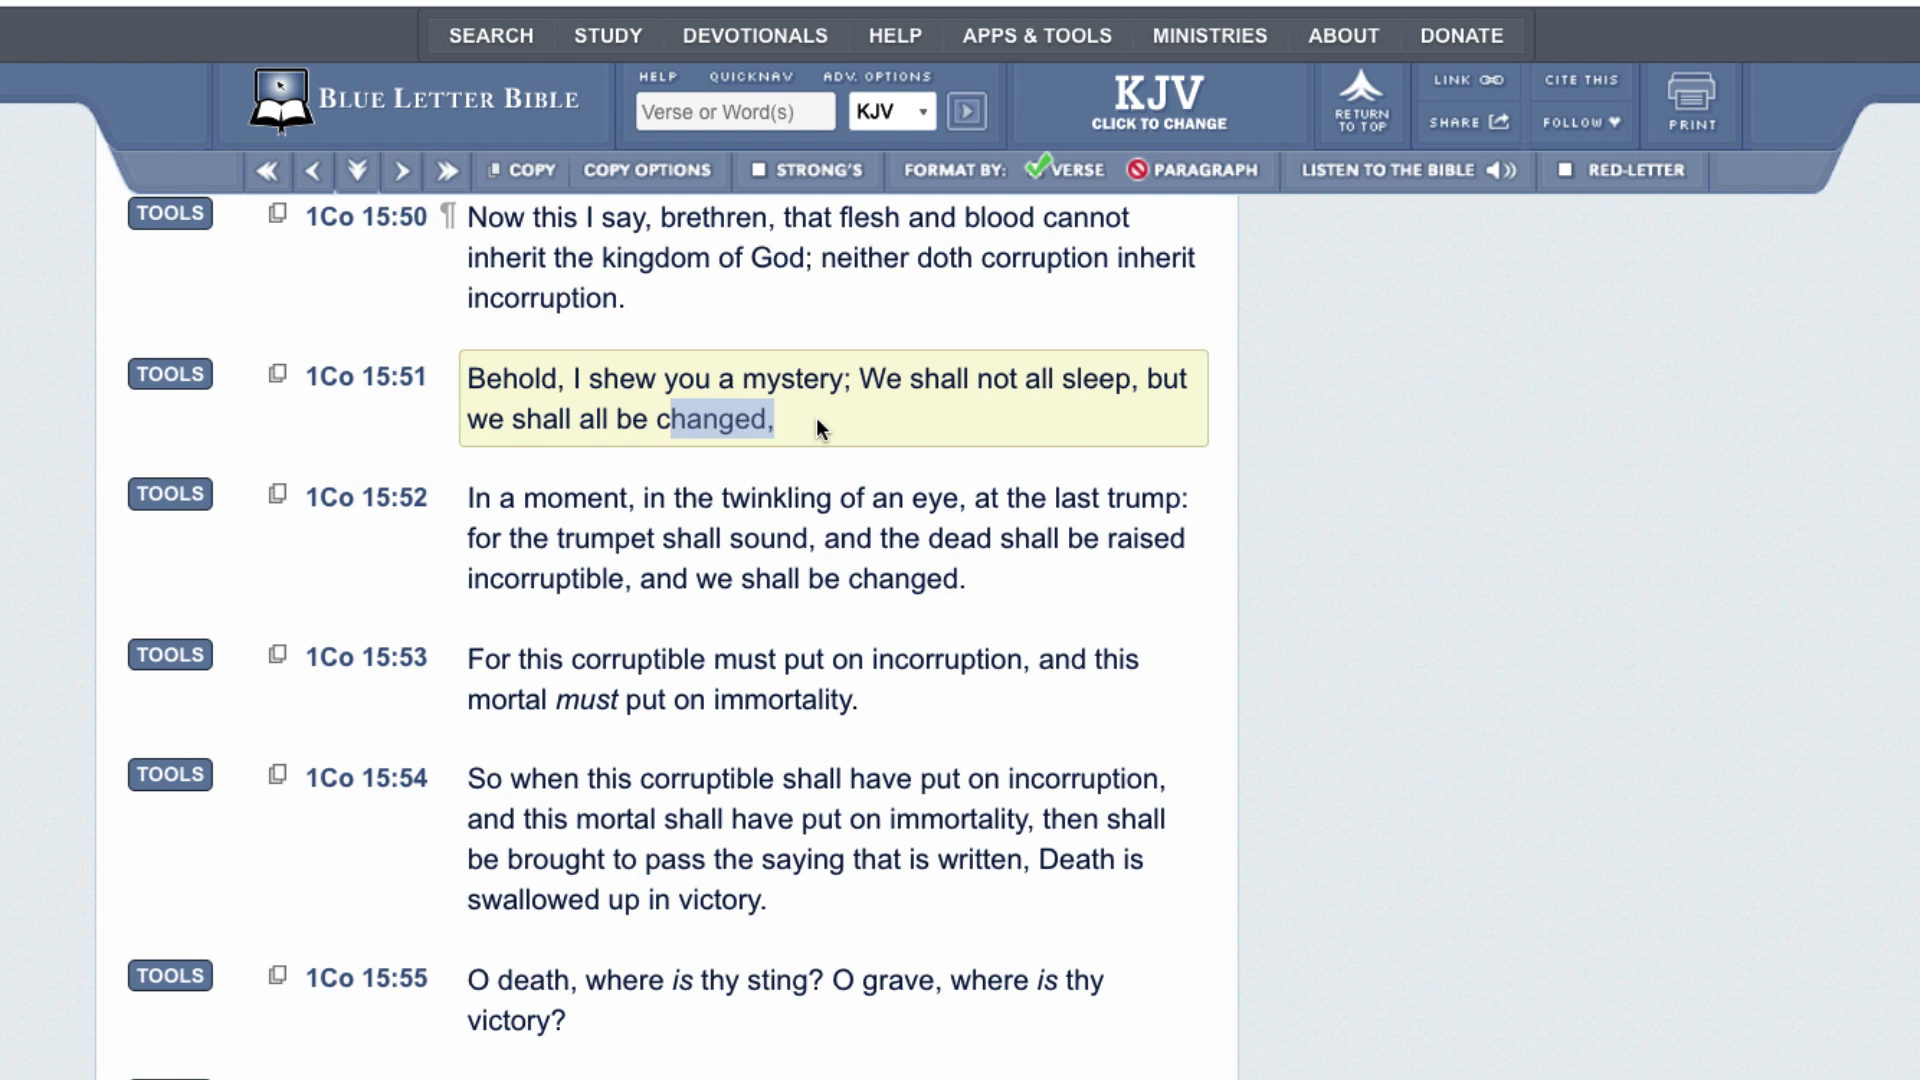 SEARCH STUDY DEVOTIONALS HELP APPS & TOOLS MINISTRIES ABOUT DONATE
BLUE LETTER BIBLE
HELP QUICKNAV ADV. OPTIONS
Verse or Word(s) KJV
KJV
CLICK TO CHANGE
RETURN
TO TOP
LINK
SHARE
CITE THIS
FOLLOW
PRINT
COPY COPY OPTIONS STRONG'S FORMAT BY: VERSE PARAGRAPH LISTEN TO THE BIBLE RED-LETTER
TOOLS 1Co 15:50 ¶ Now this I say, brethren, that flesh and blood cannot
inherit the kingdom of God; neither doth corruption inherit
incorruption.
TOOLS 1Co 15:51 Behold, I shew you a mystery; We shall not all sleep, but
we shall all be changed,
TOOLS 1Co 15:52 In a moment, in the twinkling of an eye, at the last trump:
for the trumpet shall sound, and the dead shall be raised
incorruptible, and we shall be changed.
TOOLS 1Co 15:53 For this corruptible must put on incorruption, and this
mortal must put on immortality.
TOOLS 1Co 15:54 So when this corruptible shall have put on incorruption,
and this mortal shall have put on immortality, then shall
be brought to pass the saying that is written, Death is
swallowed up in victory.
TOOLS 1Co 15:55 O death, where is thy sting? O grave, where is thy
victory?